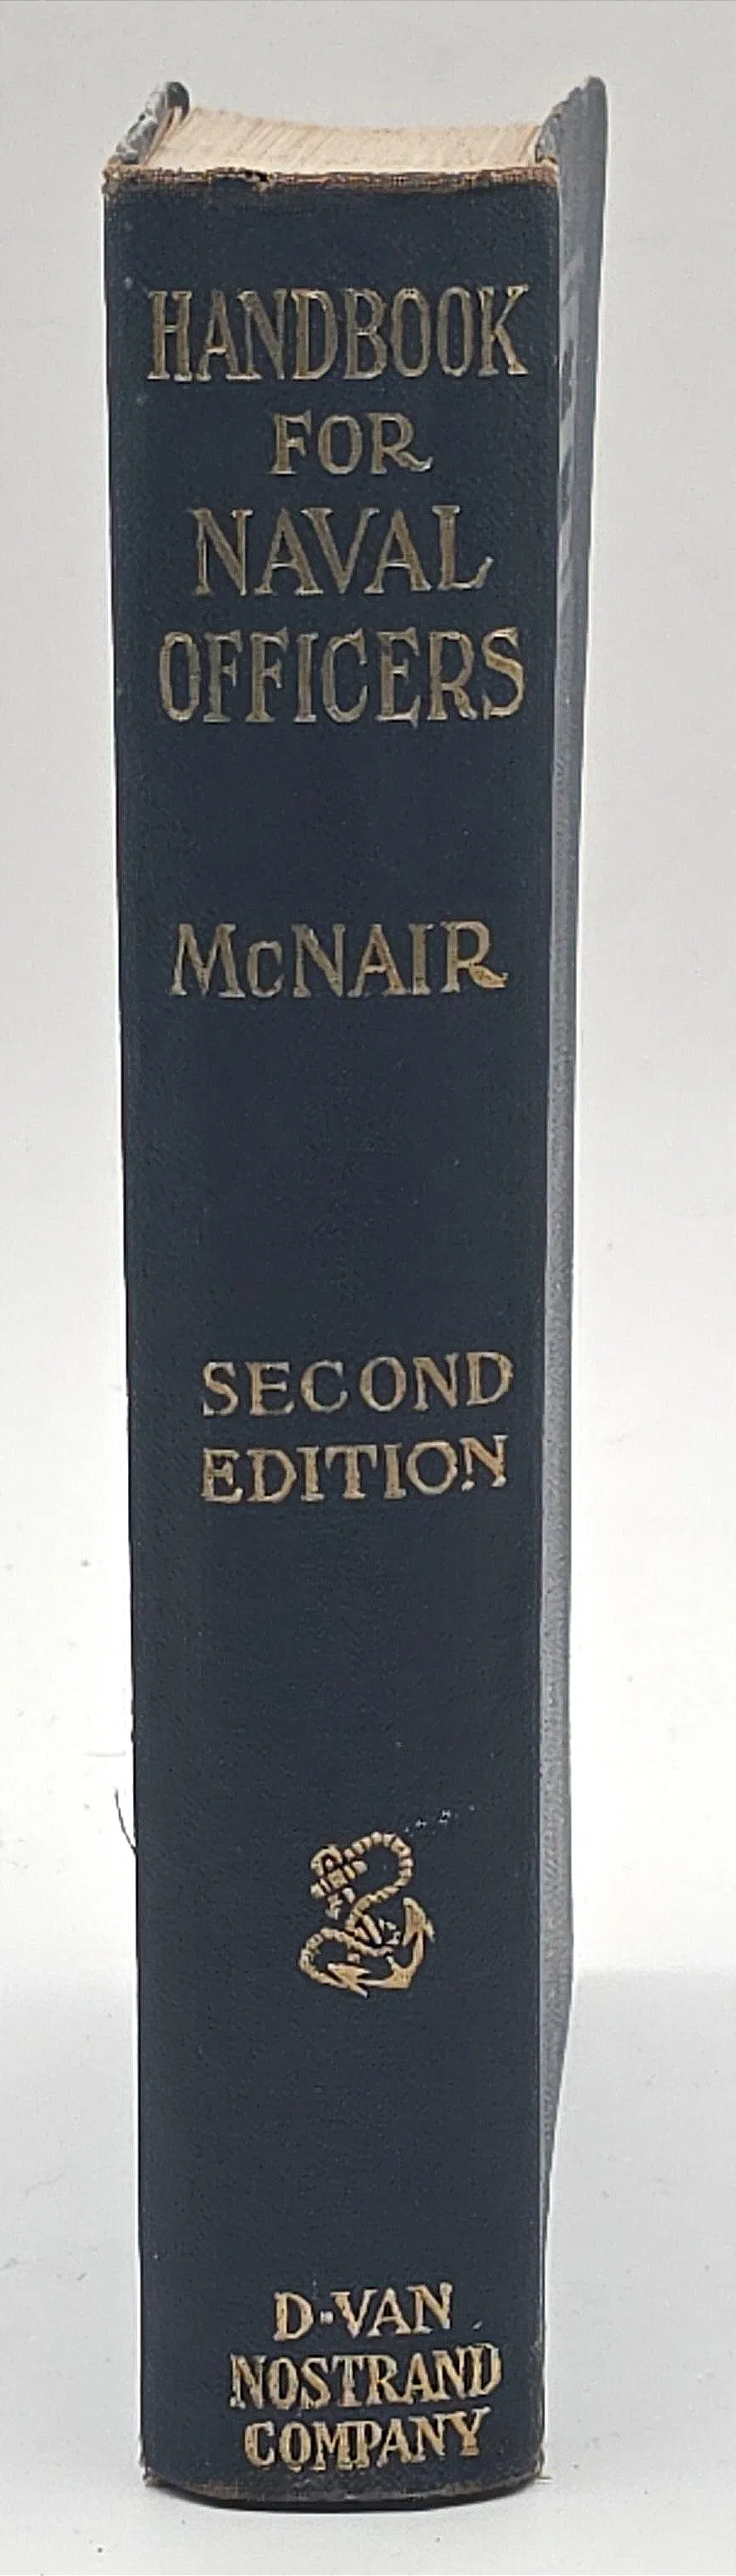 HANDBOOK
FOR
NAVAL
OFFICERS
McNAIR
SECOND
EDITION
D·VAN
NOSTRAND
COMPANY